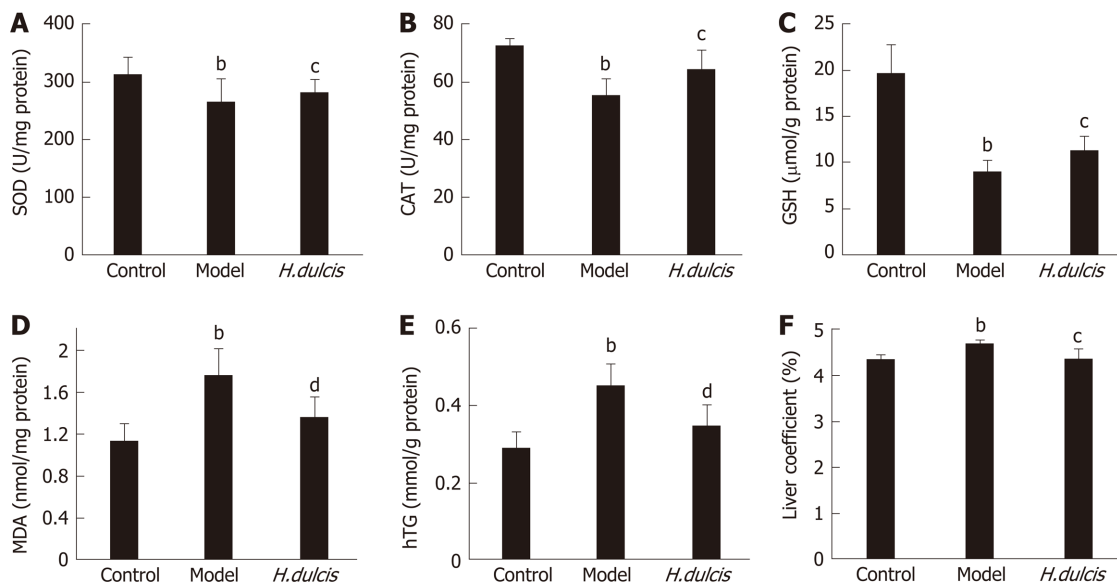 A
SOD (U/mg protein)
400
300
200
100
0
b
c
Control Model H.dulcis
B
CAT (U/mg protein)
80
60
40
20
0
b
c
Control Model H.dulcis
C
GSH (μmol/g protein)
25
20
15
10
5
0
b
c
Control Model H.dulcis
D
MDA (nmol/mg protein)
2
1.6
1.2
0.8
0.4
0
b
d
Control Model H.dulcis
E
hTG (mmol/g protein)
0.6
0.4
0.2
0
b
d
Control Model H.dulcis
F
Liver coefficient (%)
5
4
3
2
1
0
b
c
Control Model H.dulcis